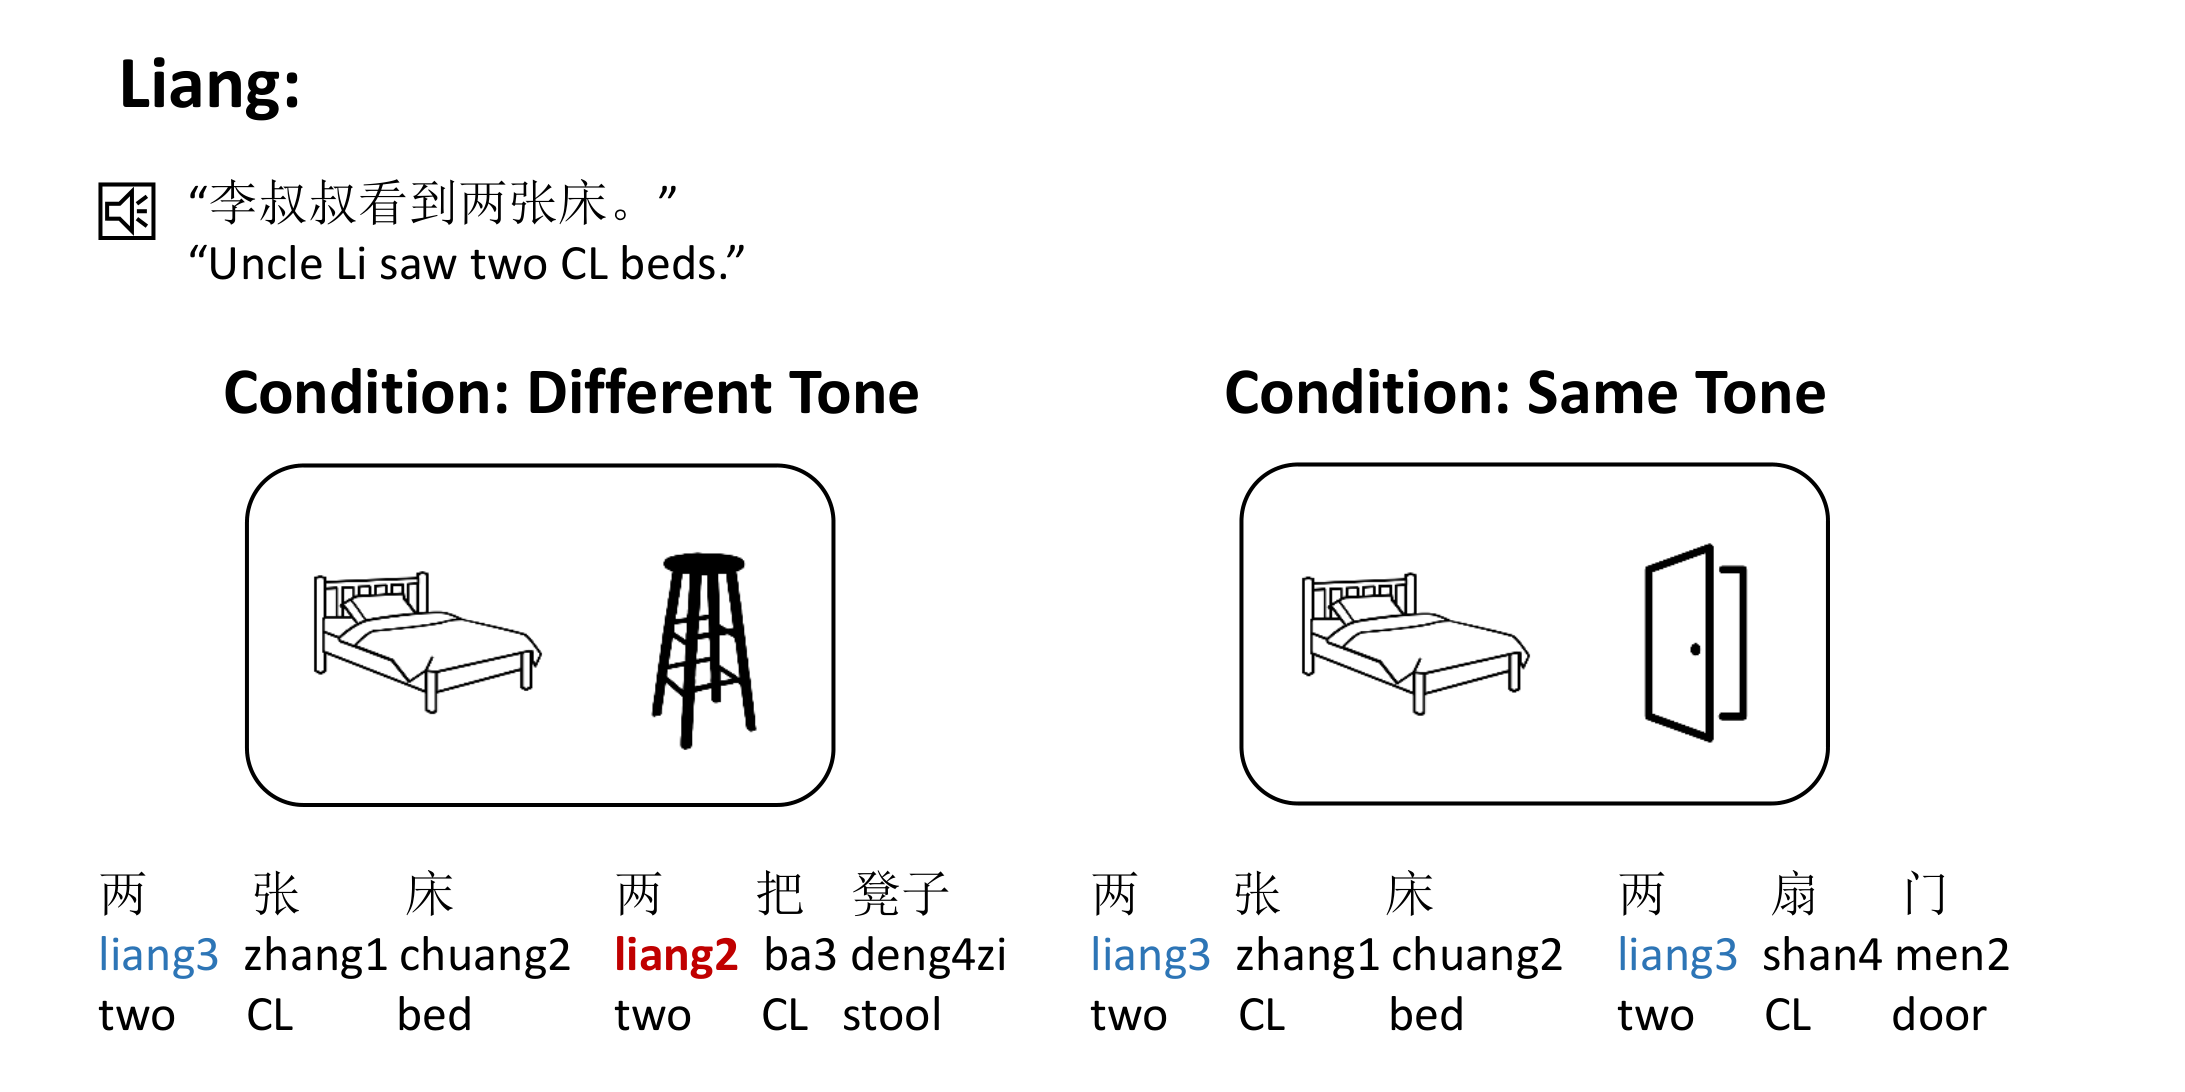 Liang:
“李叔叔看到两张床。”
“Uncle Li saw two CL beds.”
Condition: Different Tone
Condition: Same Tone
两 张 床 两 把 凳子
liang3 zhang1 chuang2 liang2 ba3 deng4zi
two CL bed two CL stool
两 张 床 两 扇 门
liang3 zhang1 chuang2 liang3 shan4 men2
two CL bed two CL door